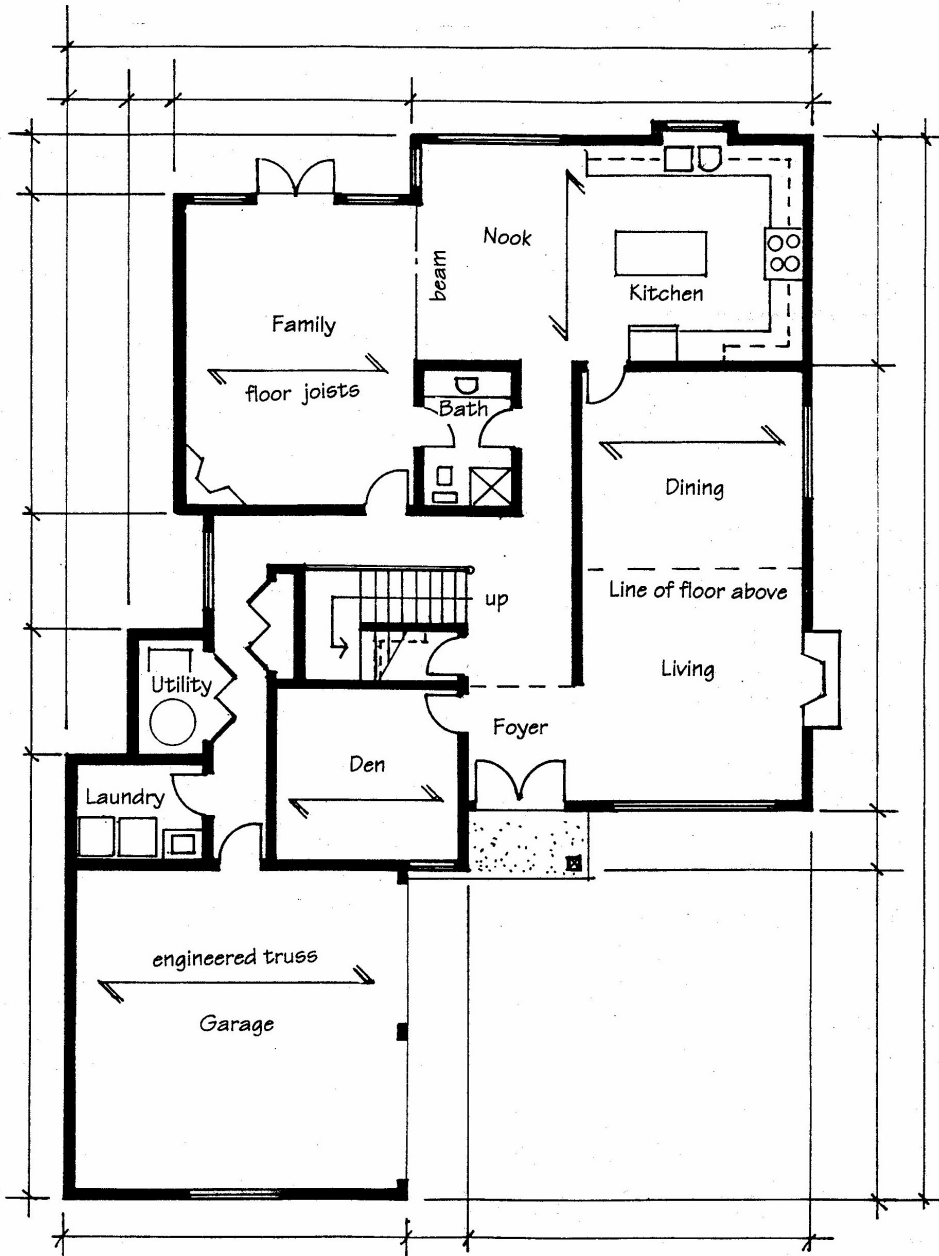 Nook
beam
Kitchen
Family
floor joists
Bath
Dining
Line of floor above
up
Living
Utility
Foyer
Den
Laundry
engineered truss
Garage